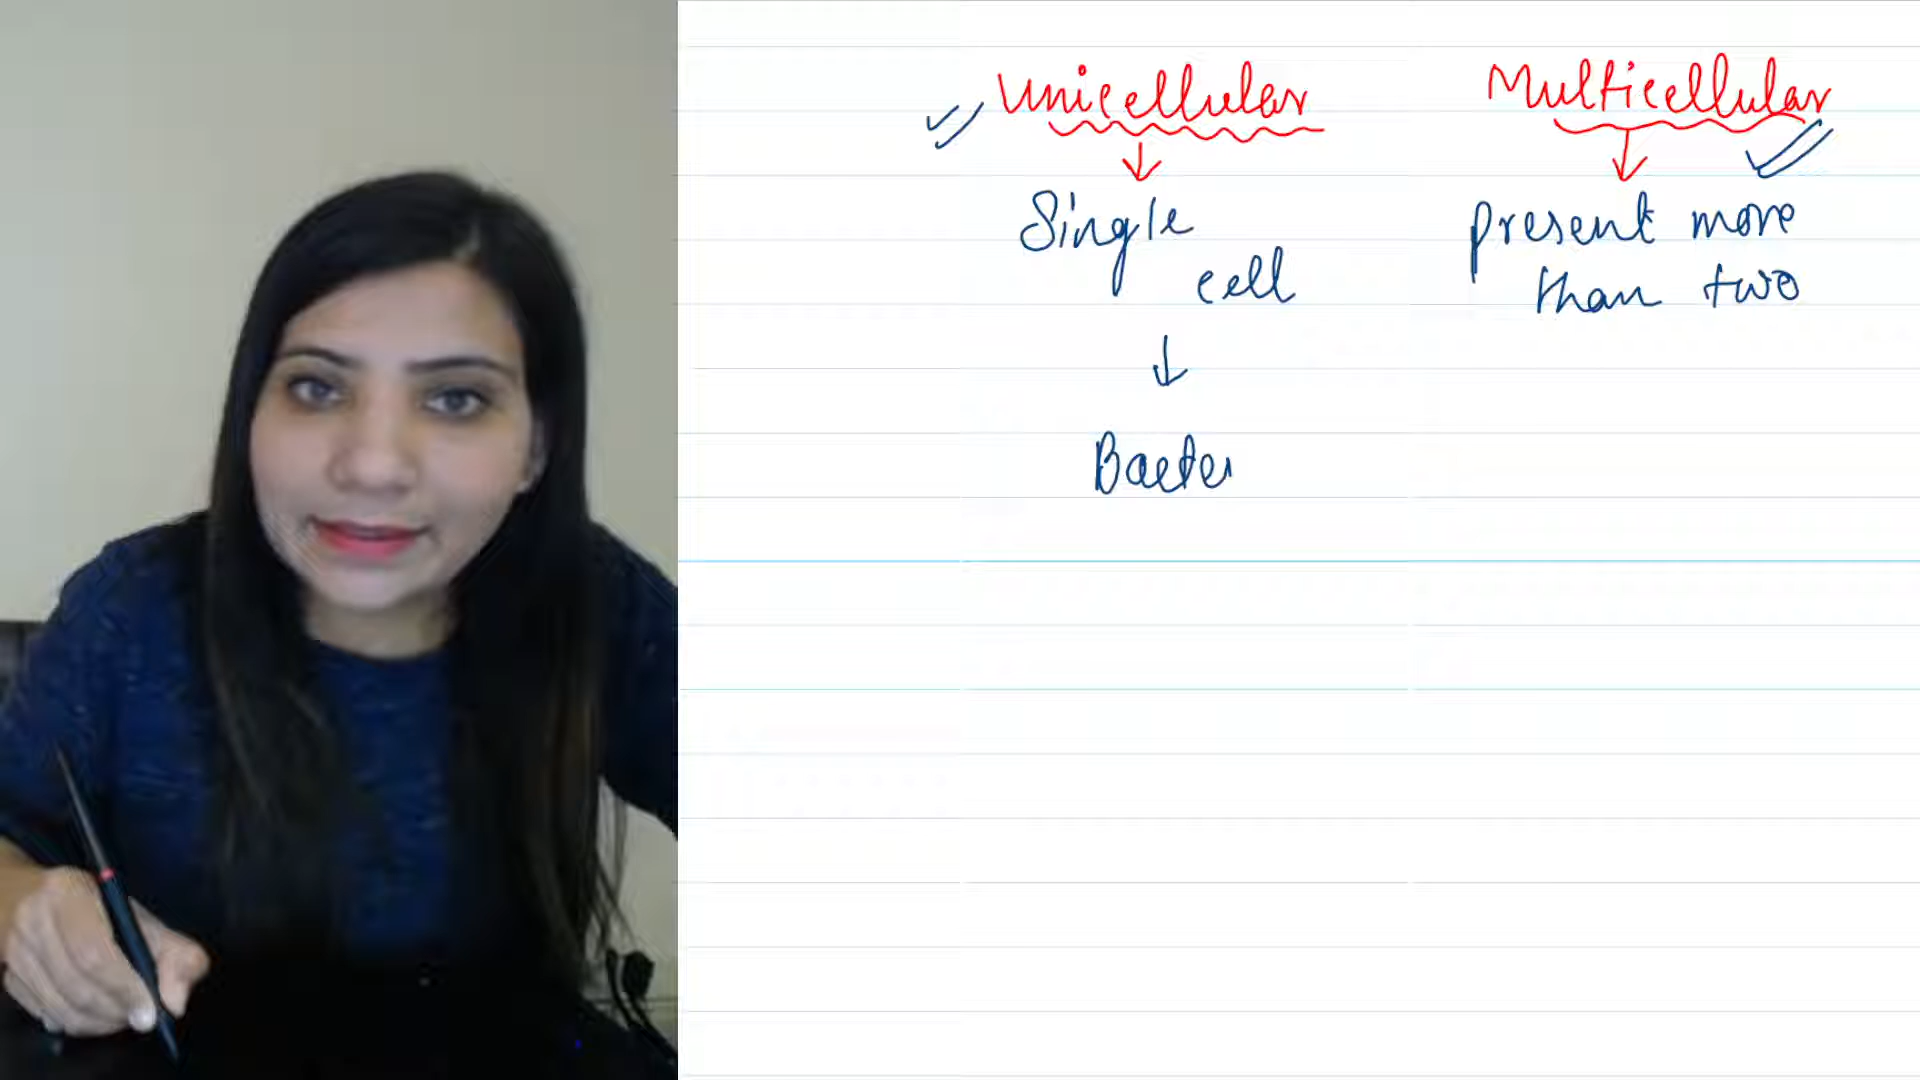 Unicellular
Single
cell
Bacter
Multicellular
present more
than two